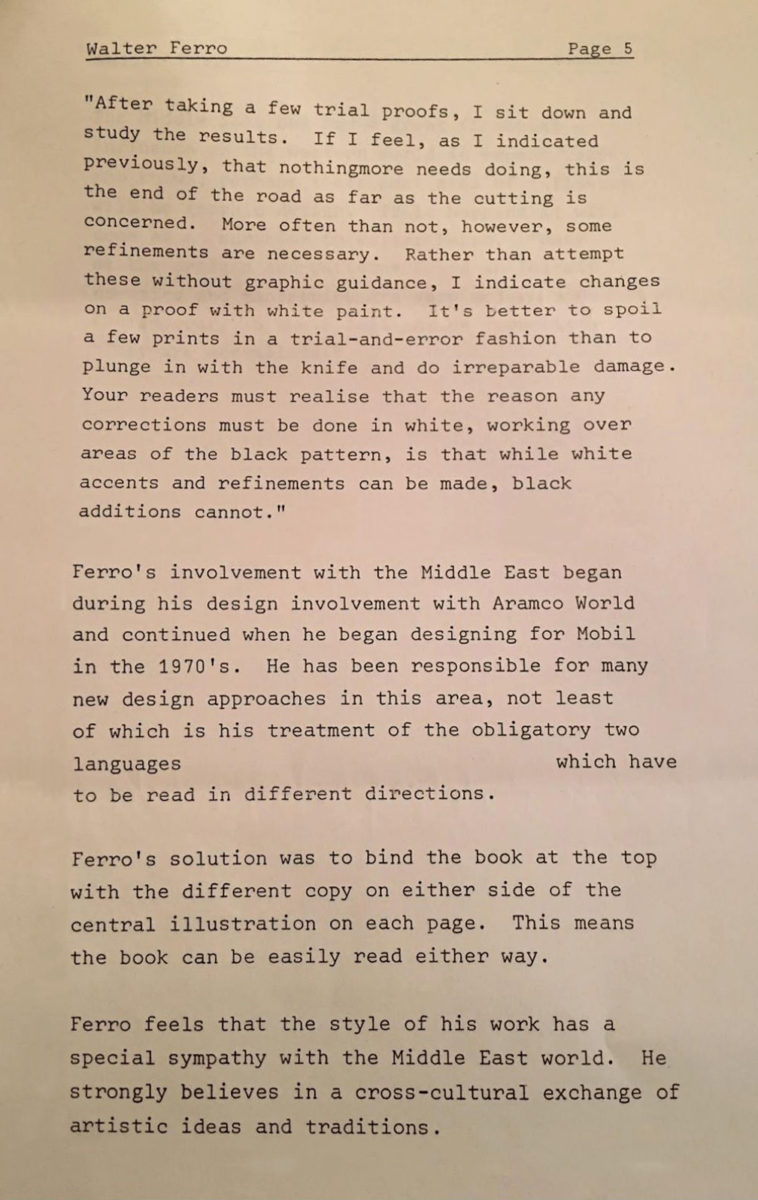 Walter Ferro Page 5
"After taking a few trial proofs, I sit down and
study the results. If I feel, as I indicated
previously, that nothingmore needs doing, this is
the end of the road as far as the cutting is
concerned. More often than not, however, some
refinements are necessary. Rather than attempt
these without graphic guidance, I indicate changes
on a proof with white paint. It's better to spoil
a few prints in a trial-and-error fashion than to
plunge in with the knife and do irreparable damage.
Your readers must realise that the reason any
corrections must be done in white, working over
areas of the black pattern, is that while white
accents and refinements can be made, black
additions cannot."
Ferro's involvement with the Middle East began
during his design involvement with Aramco World
and continued when he began designing for Mobil
in the 1970's. He has been responsible for many
new design approaches in this area, not least
of which is his treatment of the obligatory two
languages which have
to be read in different directions.
Ferro's solution was to bind the book at the top
with the different copy on either side of the
central illustration on each page. This means
the book can be easily read either way.
Ferro feels that the style of his work has a
special sympathy with the Middle East world. He
strongly believes in a cross-cultural exchange of
artistic ideas and traditions.